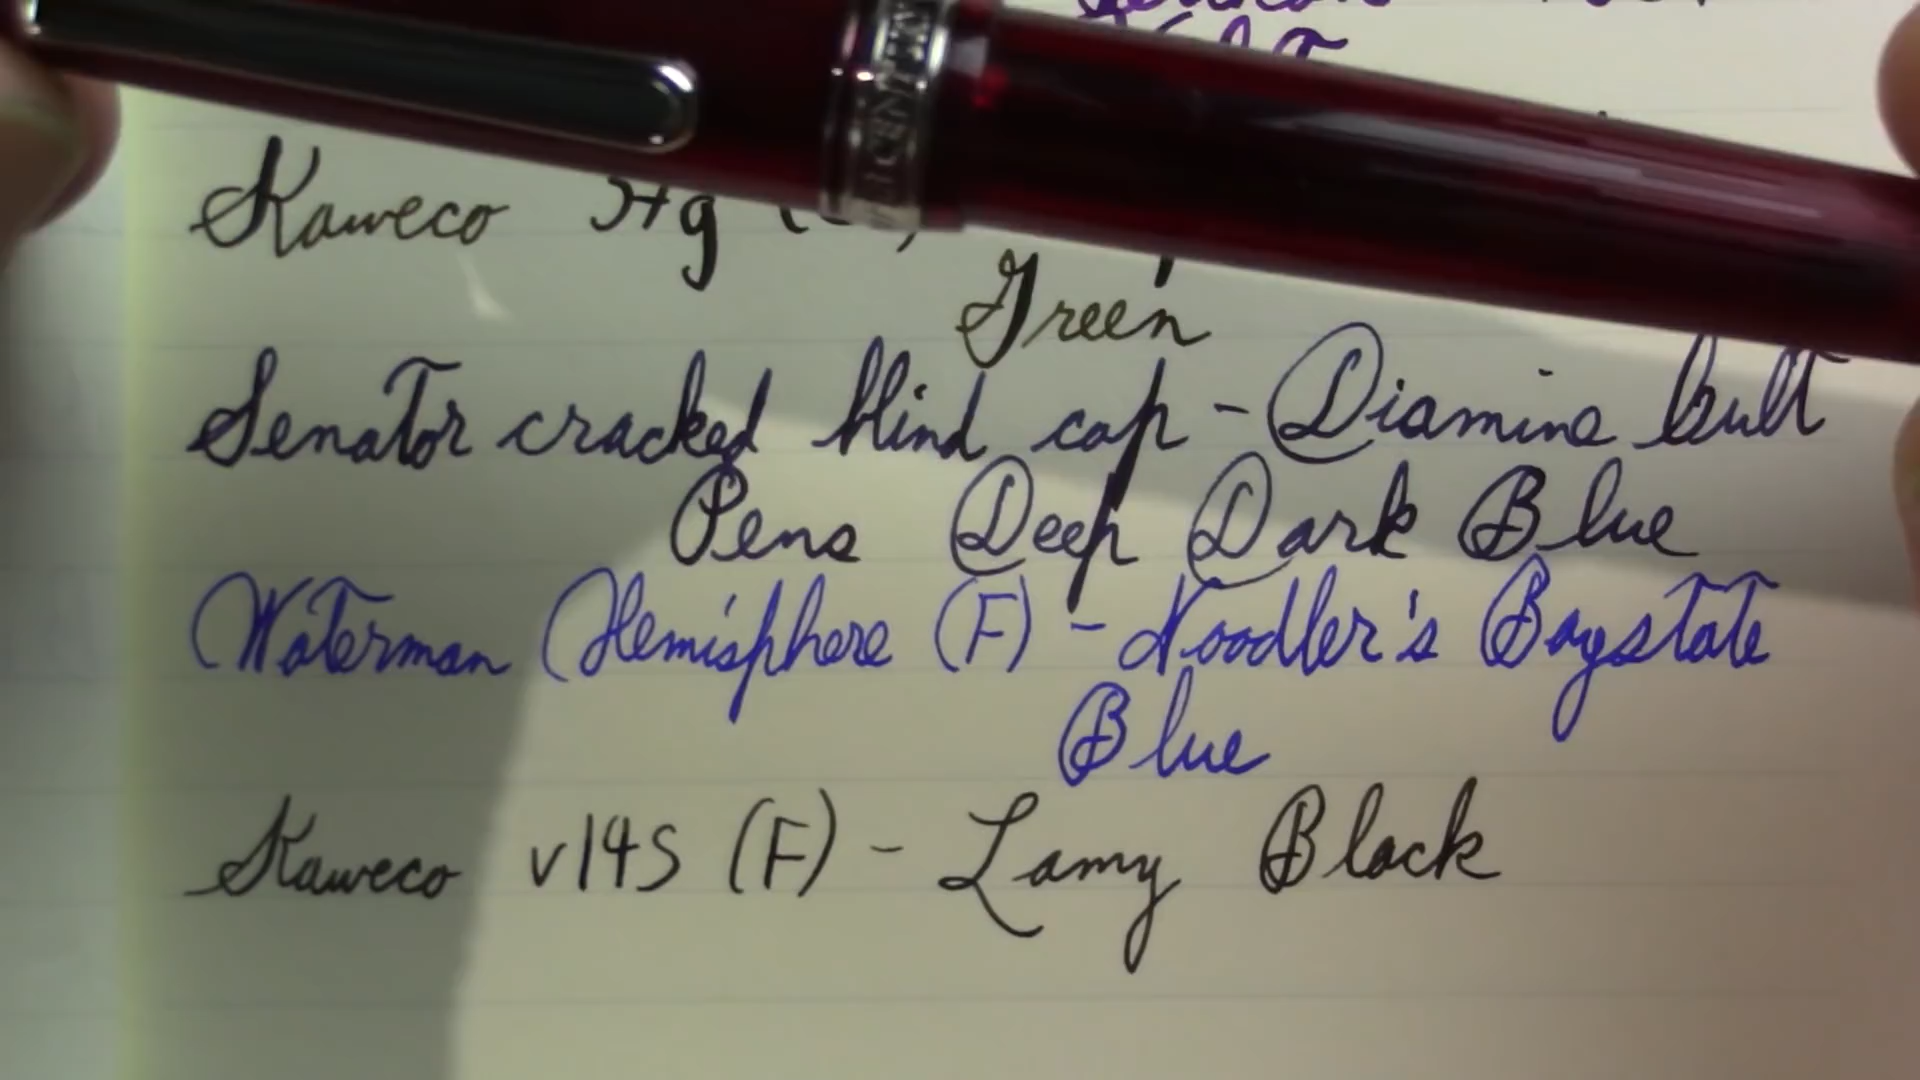 Kaweco
Green
Senator cracked blind cap - Diamine bult
Pens Deep Dark Blue
Waterman Hemisphere (F) - Noodler's Baystate
Blue
Kaweco v14S (F) - Lamy Black